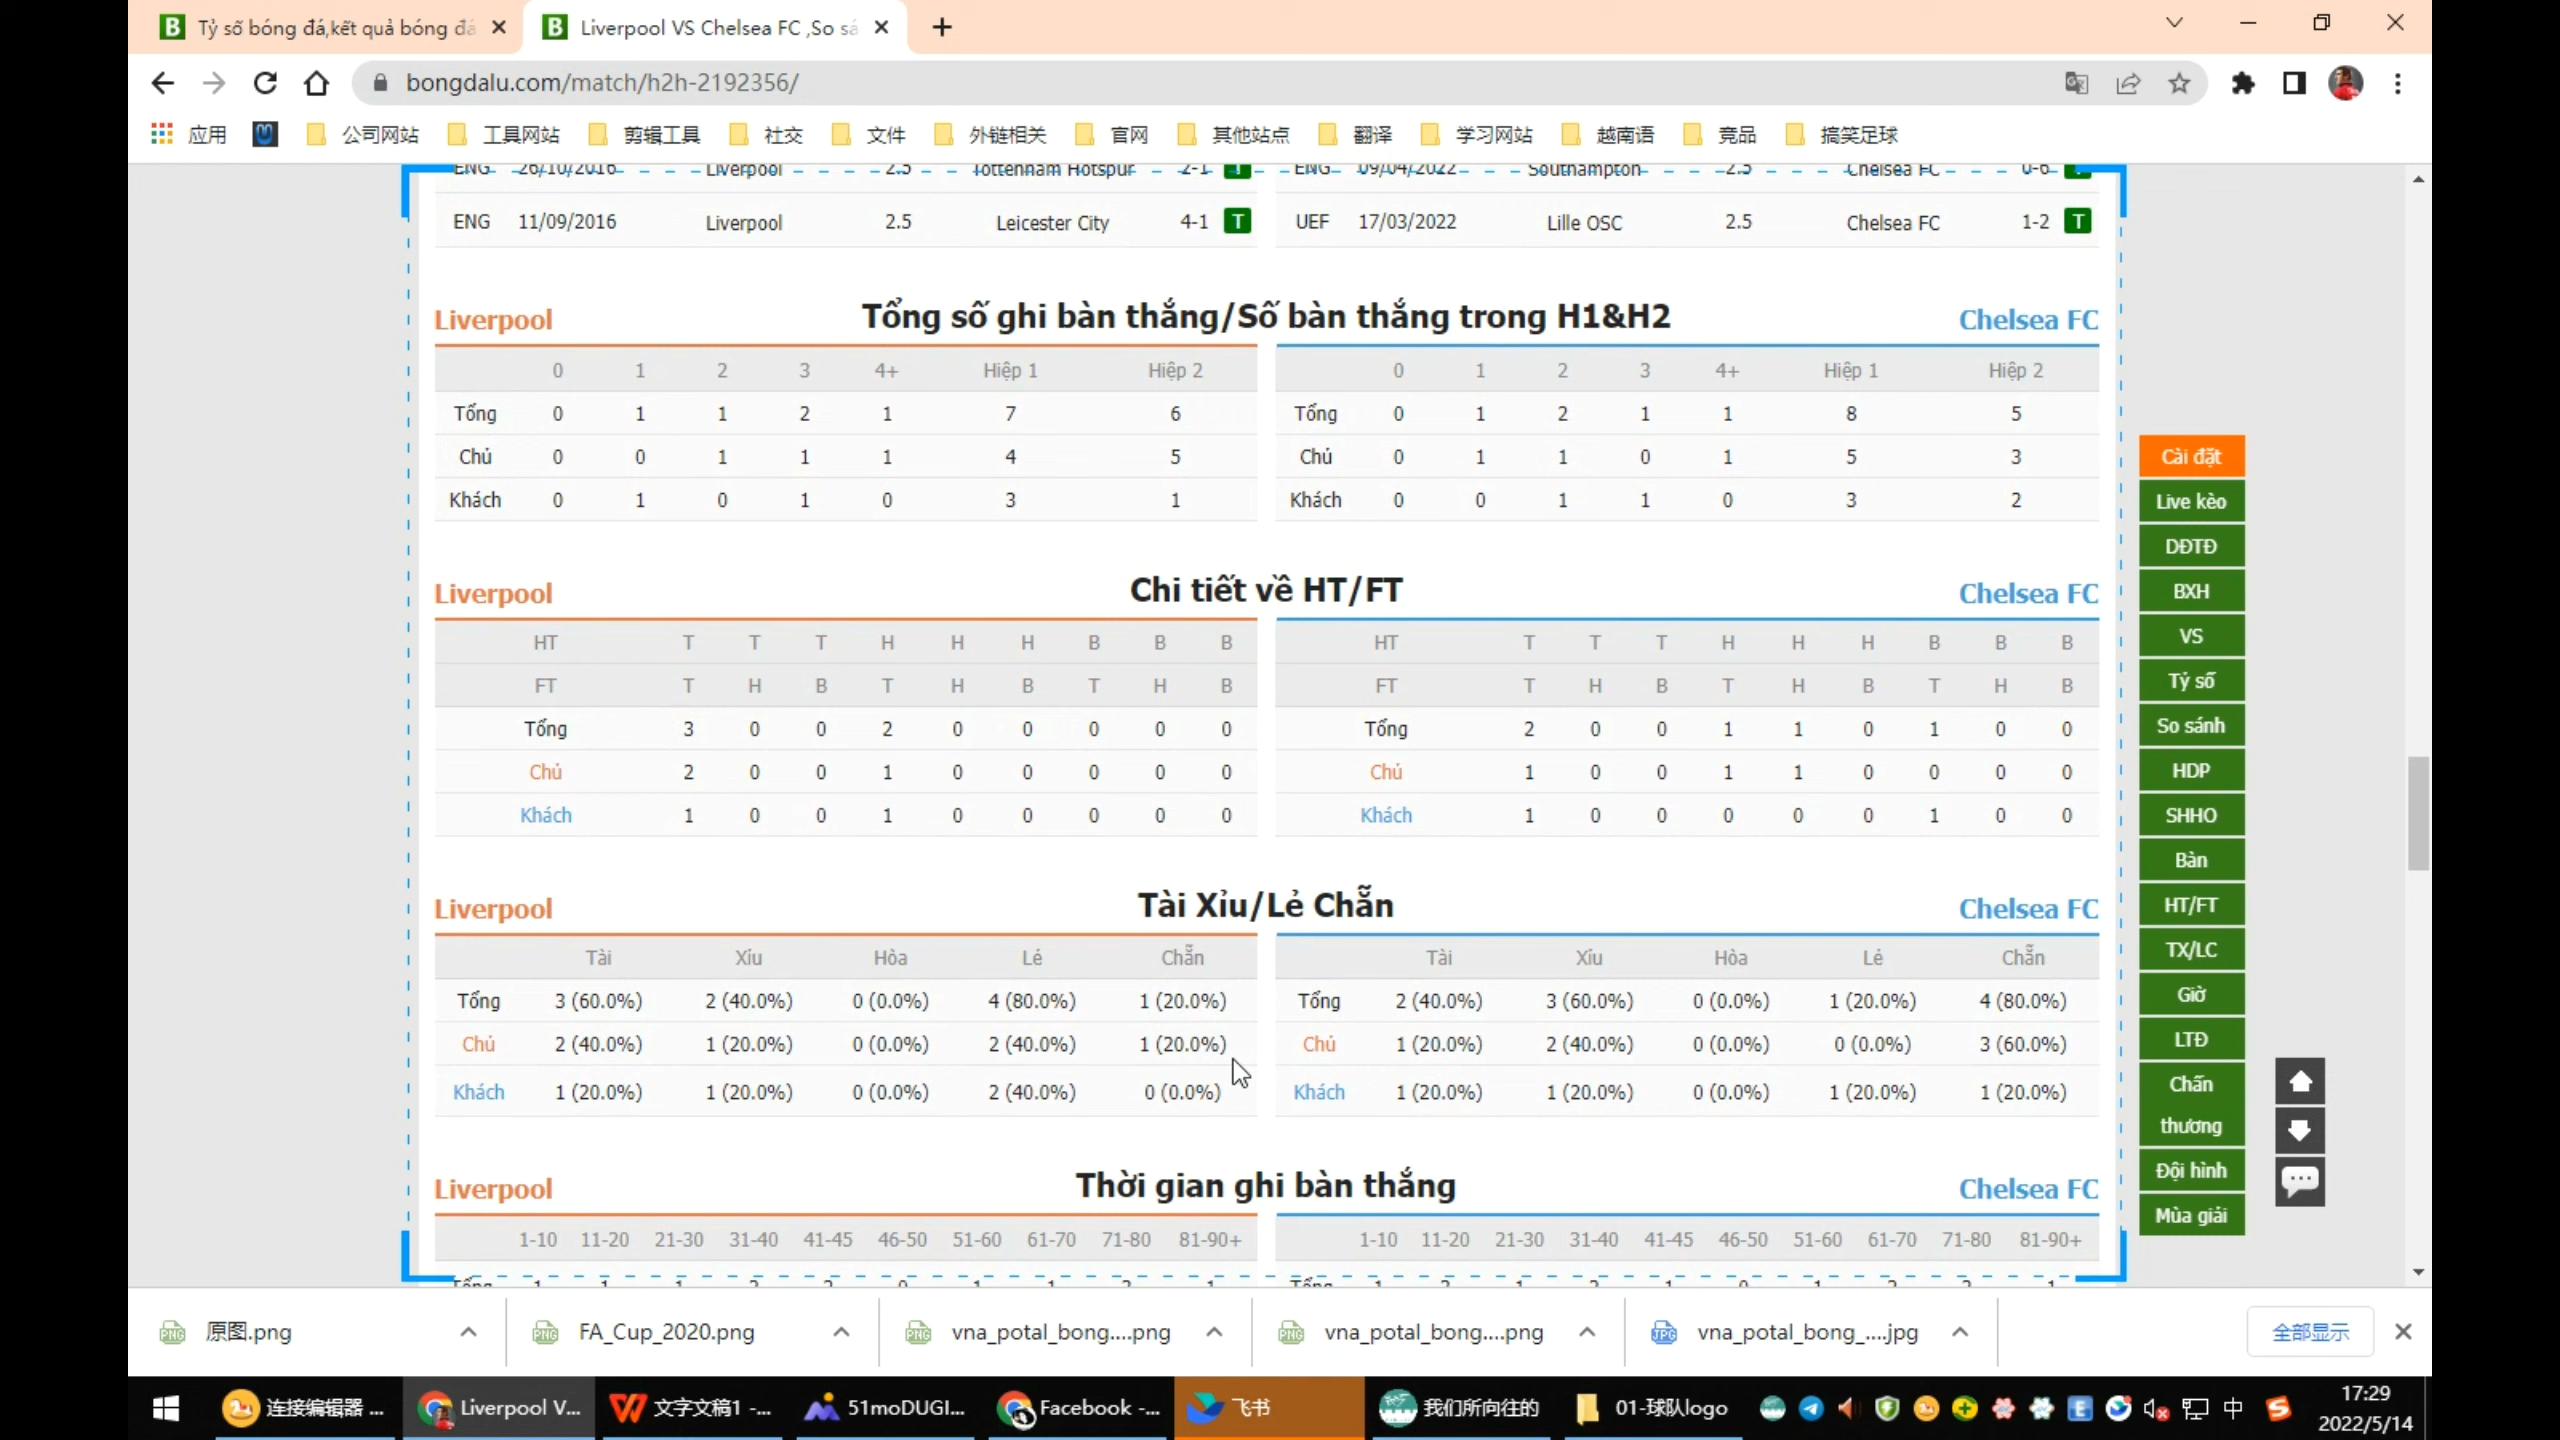 Tỷ số bóng đá,kết quả bóng đá
Liverpool VS Chelsea FC ,So sá
bongdalu.com/match/h2h-2192356/
应用 公司网站 工具网站 剪辑工具 社交 文件 外链相关 官网 其他站点 翻译 学习网站 越南语 竞品 搞笑足球
ENG 26/10/2016 Liverpool 2.5 Tottenham Hotspur 2-1 T ENG 09/04/2022 Southampton 2.5 Chelsea FC 0-6 T
ENG 11/09/2016 Liverpool 2.5 Leicester City 4-1 T UEF 17/03/2022 Lille OSC 2.5 Chelsea FC 1-2 T
Liverpool Tổng số ghi bàn thắng/Số bàn thắng trong H1&H2 Chelsea FC
0 1 2 3 4+ Hiệp 1 Hiệp 2 0 1 2 3 4+ Hiệp 1 Hiệp 2
Tổng 0 1 1 2 1 7 6 Tổng 0 1 2 1 1 8 5
Chủ 0 0 1 1 1 4 5 Chủ 0 1 1 0 1 5 3
Khách 0 1 0 1 0 3 1 Khách 0 0 1 1 0 3 2
Liverpool Chi tiết về HT/FT Chelsea FC
HT T T T H H H B B B HT T T T H H H B B B
FT T H B T H B T H B FT T H B T H B T H B
Tổng 3 0 0 2 0 0 0 0 0 Tổng 2 0 0 1 1 0 1 0 0
Chủ 2 0 0 1 0 0 0 0 0 Chủ 1 0 0 1 1 0 0 0 0
Khách 1 0 0 1 0 0 0 0 0 Khách 1 0 0 0 0 0 1 0 0
Liverpool Tài Xỉu/Lẻ Chẵn Chelsea FC
Tài Xỉu Hòa Lẻ Chẵn Tài Xỉu Hòa Lẻ Chẵn
Tổng 3 (60.0%) 2 (40.0%) 0 (0.0%) 4 (80.0%) 1 (20.0%) Tổng 2 (40.0%) 3 (60.0%) 0 (0.0%) 1 (20.0%) 4 (80.0%)
Chủ 2 (40.0%) 1 (20.0%) 0 (0.0%) 2 (40.0%) 1 (20.0%) Chủ 1 (20.0%) 2 (40.0%) 0 (0.0%) 0 (0.0%) 3 (60.0%)
Khách 1 (20.0%) 1 (20.0%) 0 (0.0%) 2 (40.0%) 0 (0.0%) Khách 1 (20.0%) 1 (20.0%) 0 (0.0%) 1 (20.0%) 1 (20.0%)
Liverpool Thời gian ghi bàn thắng Chelsea FC
1-10 11-20 21-30 31-40 41-45 46-50 51-60 61-70 71-80 81-90+ 1-10 11-20 21-30 31-40 41-45 46-50 51-60 61-70 71-80 81-90+
Cài đặt
Live kèo
DĐTĐ
BXH
VS
Tỷ số
So sánh
HDP
SHHO
Bàn
HT/FT
TX/LC
Giờ
LTĐ
Chấn
thương
Đội hình
Mùa giải
原图.png FA_Cup_2020.png vna_potal_bong....png vna_potal_bong....png vna_potal_bong_....jpg 全部显示
连接编辑器 ... Liverpool V... 文字文稿1 -... 51moDUGI... Facebook -... 飞书 我们所向往的 01-球队logo 中 17:29
2022/5/14